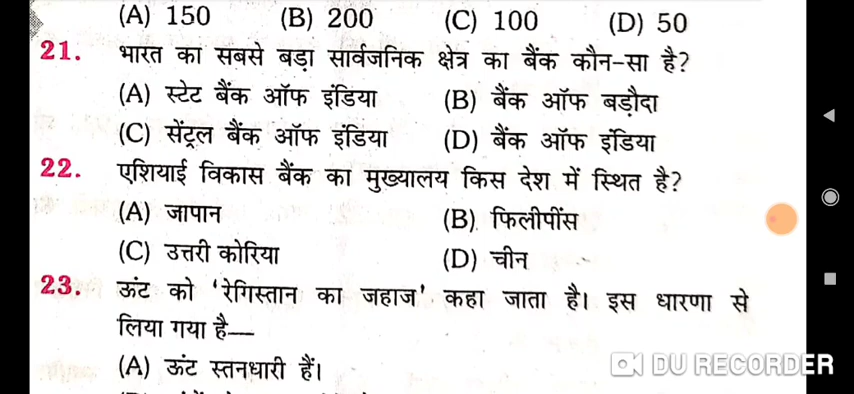 (A) 150 (B) 200 (C) 100 (D) 50
21. भारत का सबसे बड़ा सार्वजनिक क्षेत्र का बैंक कौन-सा है?
(A) स्टेट बैंक ऑफ इंडिया (B) बैंक ऑफ बड़ौदा
(C) सेंट्रल बैंक ऑफ इंडिया (D) बैंक ऑफ इंडिया
22. एशियाई विकास बैंक का मुख्यालय किस देश में स्थित है?
(A) जापान (B) फिलीपींस
(C) उत्तरी कोरिया (D) चीन
23. ऊंट को 'रेगिस्तान का जहाज' कहा जाता है। इस धारणा से
लिया गया है—
(A) ऊंट स्तनधारी हैं।
DU RECORDER